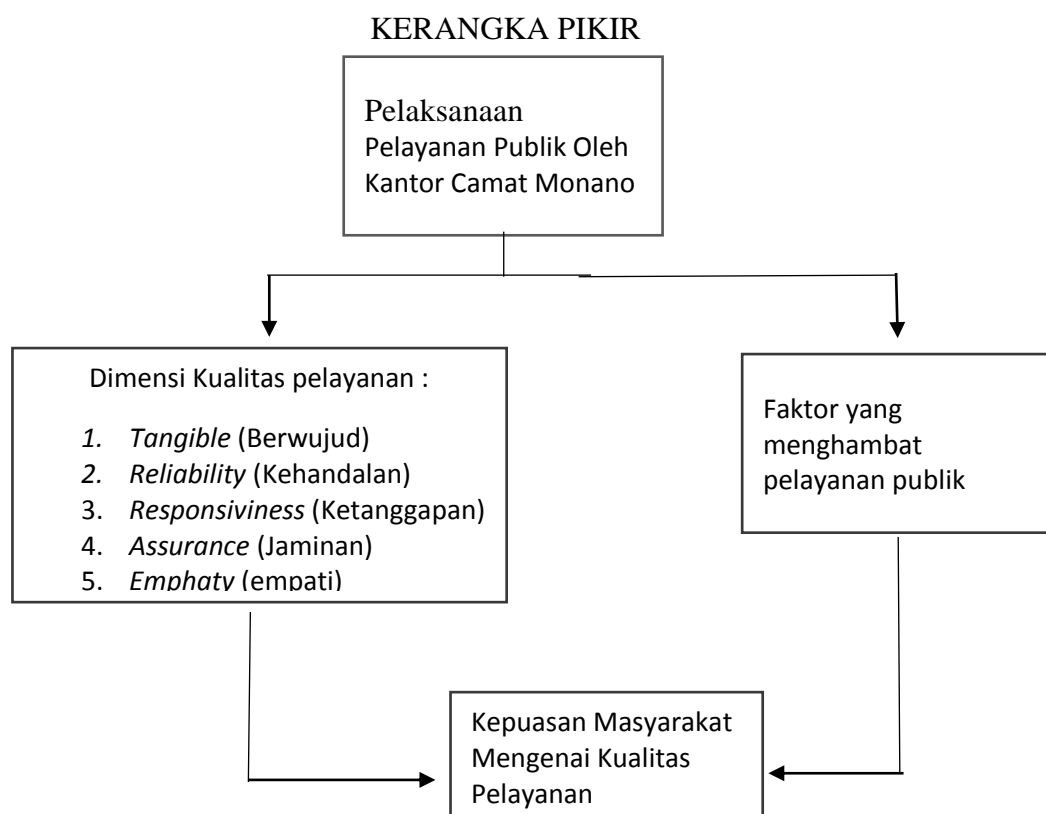 KERANGKA PIKIR
Pelaksanaan
Pelayanan Publik Oleh
Kantor Camat Monano
Dimensi Kualitas pelayanan :
1. Tangible (Berwujud)
2. Reliability (Kehandalan)
3. Responsiviness (Ketanggapan)
4. Assurance (Jaminan)
5. Emphaty (empati)
Faktor yang
menghambat
pelayanan publik
Kepuasan Masyarakat
Mengenai Kualitas
Pelayanan